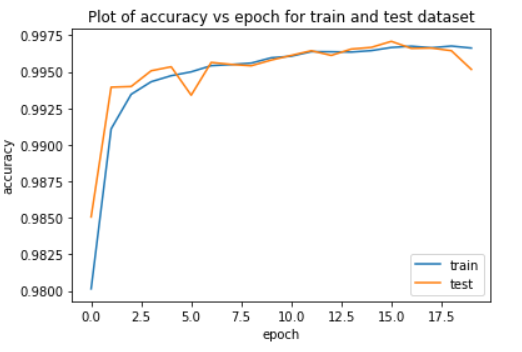 Plot of accuracy vs epoch for train and test dataset
accuracy
0.9975
0.9950
0.9925
0.9900
0.9875
0.9850
0.9825
0.9800
train
test
0.0 2.5 5.0 7.5 10.0 12.5 15.0 17.5
epoch